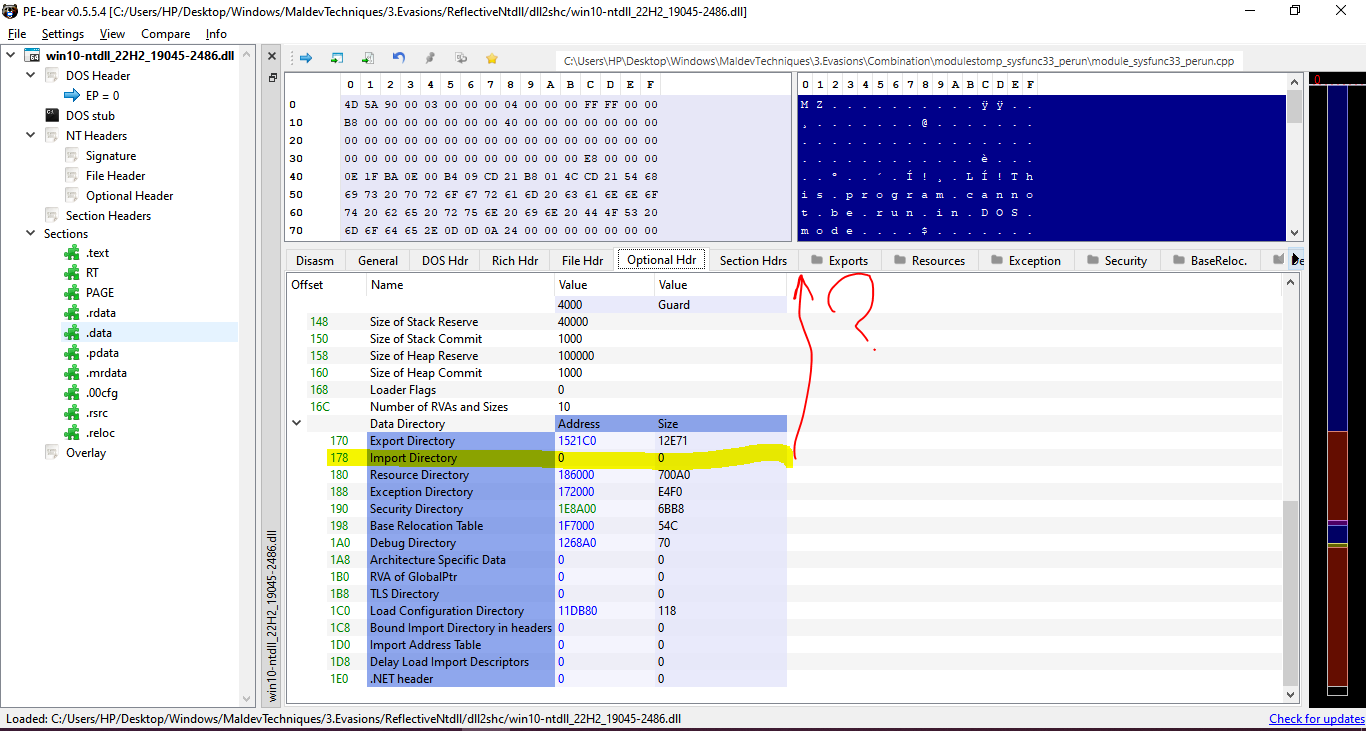 PE-bear v0.5.5.4 [C:/Users/HP/Desktop/Windows/MaldevTechniques/3.Evasions/ReflectiveNtdll/dll2shc/win10-ntdll_22H2_19045-2486.dll]
File Settings View Compare Info
win10-ntdll_22H2_19045-2486.dll
DOS Header
EP = 0
DOS stub
NT Headers
Signature
File Header
Optional Header
Section Headers
Sections
.text
RT
PAGE
.rdata
.data
.pdata
.mrdata
.00cfg
.rsrc
.reloc
Overlay
win10-ntdll_22H2_19045-2486.dll
C:\Users\HP\Desktop\Windows\MaldevTechniques\3.Evasions\Combination\modulestomp_sysfunc33_perun\module_sysfunc33_perun.cpp
0 1 2 3 4 5 6 7 8 9 A B C D E F
0 4D 5A 90 00 03 00 00 00 04 00 00 00 FF FF 00 00
10 B8 00 00 00 00 00 00 00 40 00 00 00 00 00 00 00
20 00 00 00 00 00 00 00 00 00 00 00 00 00 00 00 00
30 00 00 00 00 00 00 00 00 00 00 00 00 E8 00 00 00
40 0E 1F BA 0E 00 B4 09 CD 21 B8 01 4C CD 21 54 68
50 69 73 20 70 72 6F 67 72 61 6D 20 63 61 6E 6E 6F
60 74 20 62 65 20 72 75 6E 20 69 6E 20 44 4F 53 20
70 6D 6F 64 65 2E 0D 0D 0A 24 00 00 00 00 00 00 00
0 1 2 3 4 5 6 7 8 9 A B C D E F
M Z . . . . . . . . . . ÿ ÿ . .
¸ . . . . . . . @ . . . . . . .
. . . . . . . . . . . . . . . .
. . . . . . . . . . . . è . . .
. . º . . ´ . Í ! ¸ . L Í ! T h
i s . p r o g r a m . c a n n o
t . b e . r u n . i n . D O S .
m o d e . . . . $ . . . . . . .
0
Disasm General DOS Hdr Rich Hdr File Hdr Optional Hdr Section Hdrs Exports Resources Exception Security BaseReloc. De
?
Offset Name Value Value
4000 Guard
148 Size of Stack Reserve 40000
150 Size of Stack Commit 1000
158 Size of Heap Reserve 100000
160 Size of Heap Commit 1000
168 Loader Flags 0
16C Number of RVAs and Sizes 10
Data Directory Address Size
170 Export Directory 1521C0 12E71
178 Import Directory 0 0
180 Resource Directory 186000 700A0
188 Exception Directory 172000 E4F0
190 Security Directory 1E8A00 6BB8
198 Base Relocation Table 1F7000 54C
1A0 Debug Directory 1268A0 70
1A8 Architecture Specific Data 0 0
1B0 RVA of GlobalPtr 0 0
1B8 TLS Directory 0 0
1C0 Load Configuration Directory 11DB80 118
1C8 Bound Import Directory in headers 0 0
1D0 Import Address Table 0 0
1D8 Delay Load Import Descriptors 0 0
1E0 .NET header 0 0
Loaded: C:/Users/HP/Desktop/Windows/MaldevTechniques/3.Evasions/ReflectiveNtdll/dll2shc/win10-ntdll_22H2_19045-2486.dll
Check for updates